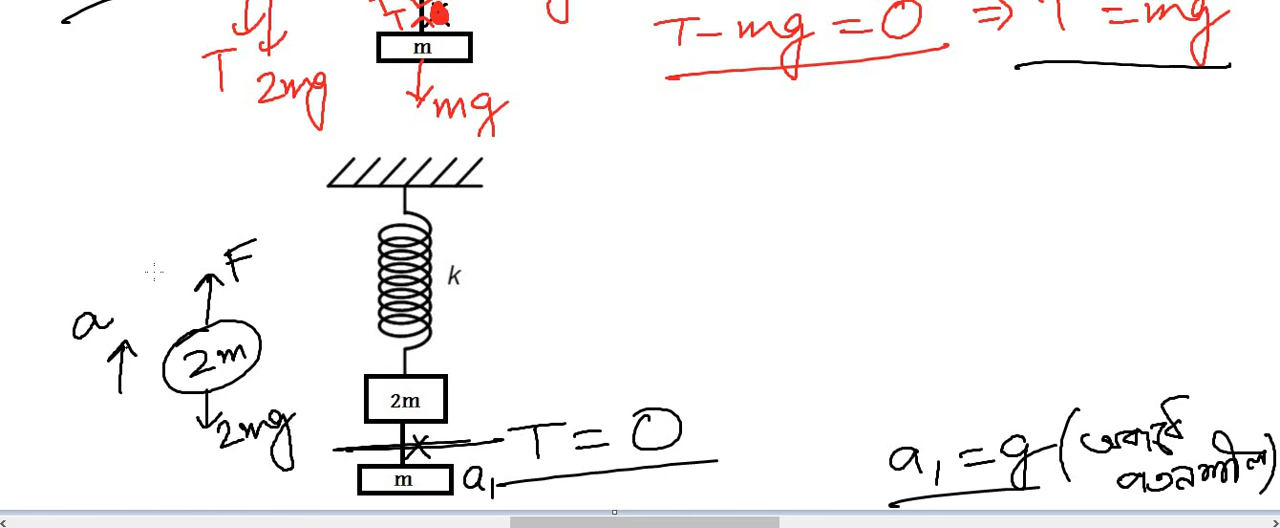 T - mg = 0 ⇒ T = mg
m
T 2mg
mg
F
k
a
2m
2mg
2m
T = 0
m a₁
a₁ = g (অবাধে
পতনশীল)